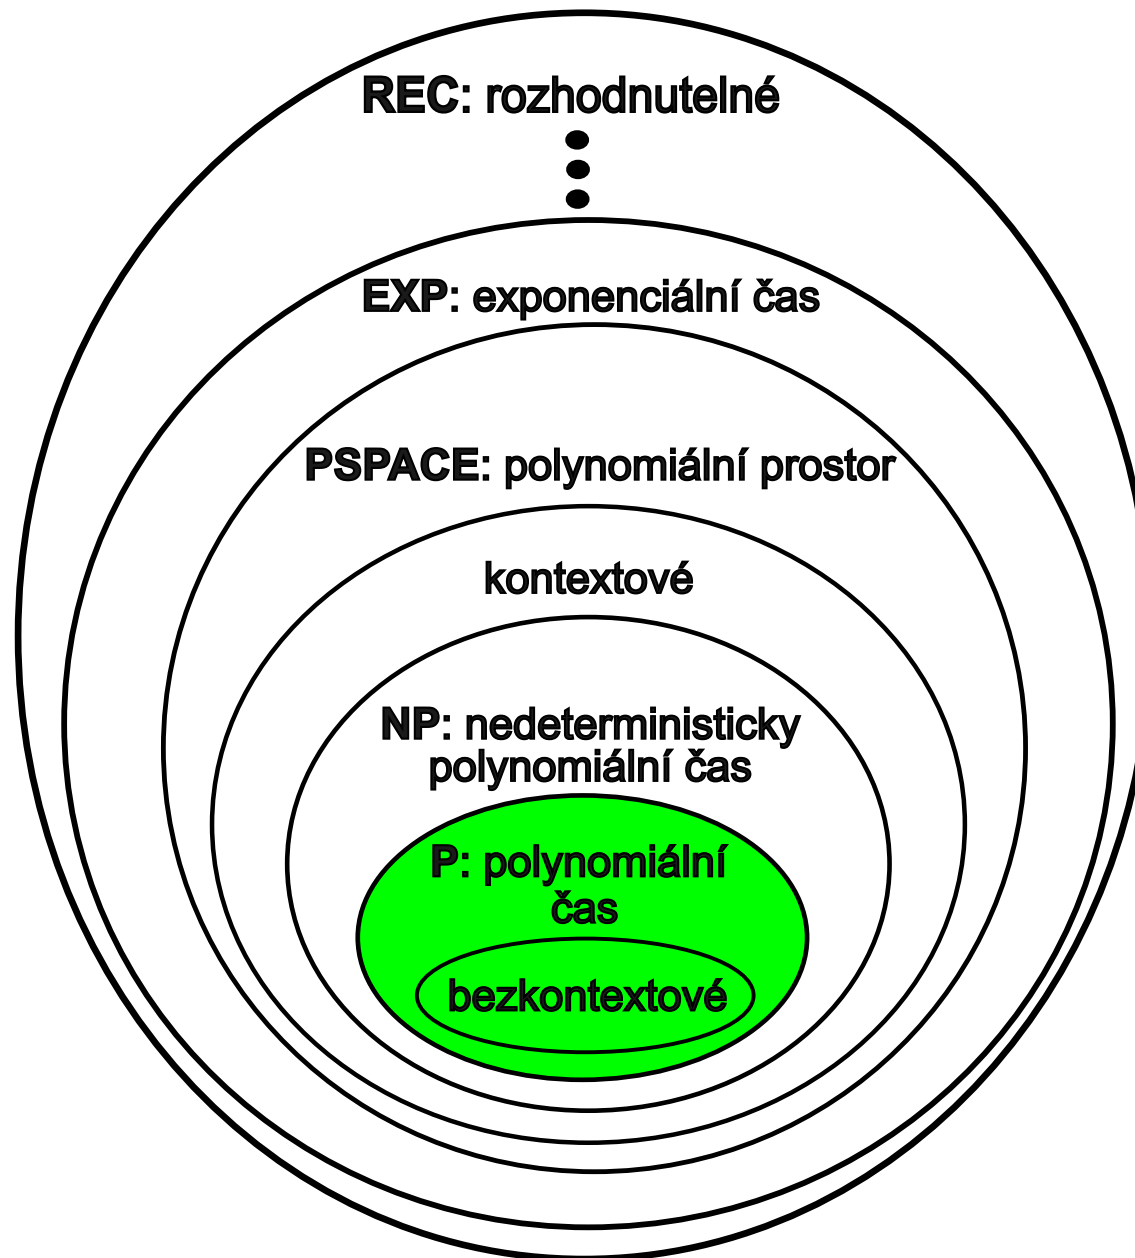 REC: rozhodnutelné
EXP: exponenciální čas
PSPACE: polynomiální prostor
kontextové
NP: nedeterministicky
polynomiální čas
P: polynomiální
čas
bezkontextové